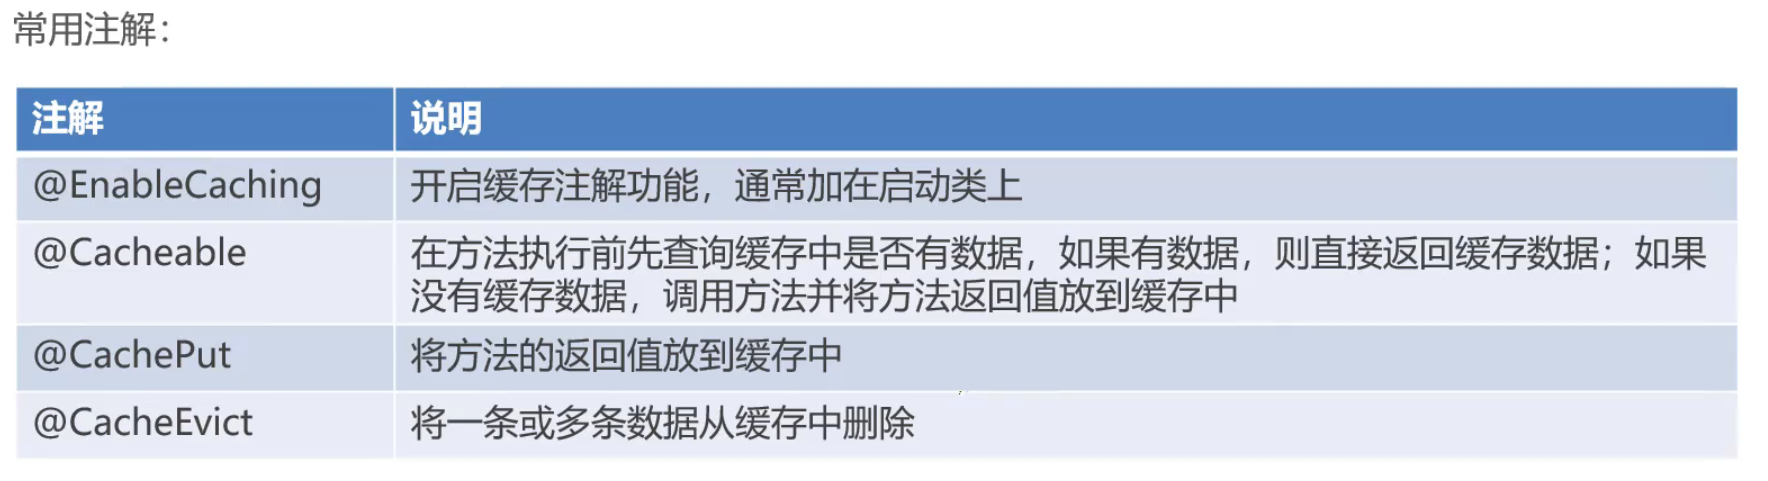 常用注解：
注解 说明
@EnableCaching 开启缓存注解功能，通常加在启动类上
@Cacheable 在方法执行前先查询缓存中是否有数据，如果有数据，则直接返回缓存数据；如果
没有缓存数据，调用方法并将方法返回值放到缓存中
@CachePut 将方法的返回值放到缓存中
@CacheEvict 将一条或多条数据从缓存中删除